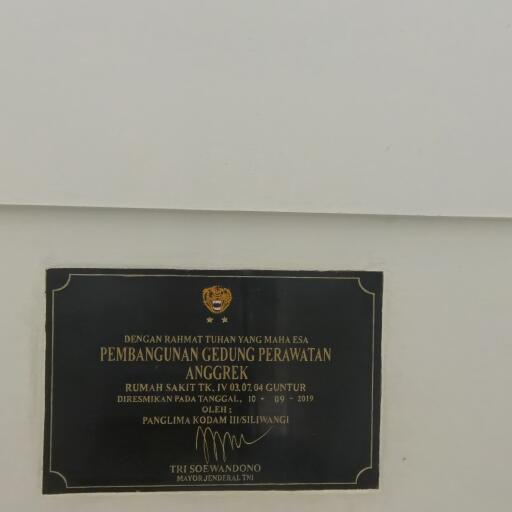 DENGAN RAHMAT TUHAN YANG MAHA ESA
PEMBANGUNAN GEDUNG PERAWATAN
ANGGREK
RUMAH SAKIT TK. IV 03.07.04 GUNTUR
DIRESMIKAN PADA TANGGAL, 10 - 09 - 2019
OLEH :
PANGLIMA KODAM III/SILIWANGI
TRI SOEWANDONO
MAYOR JENDERAL TNI